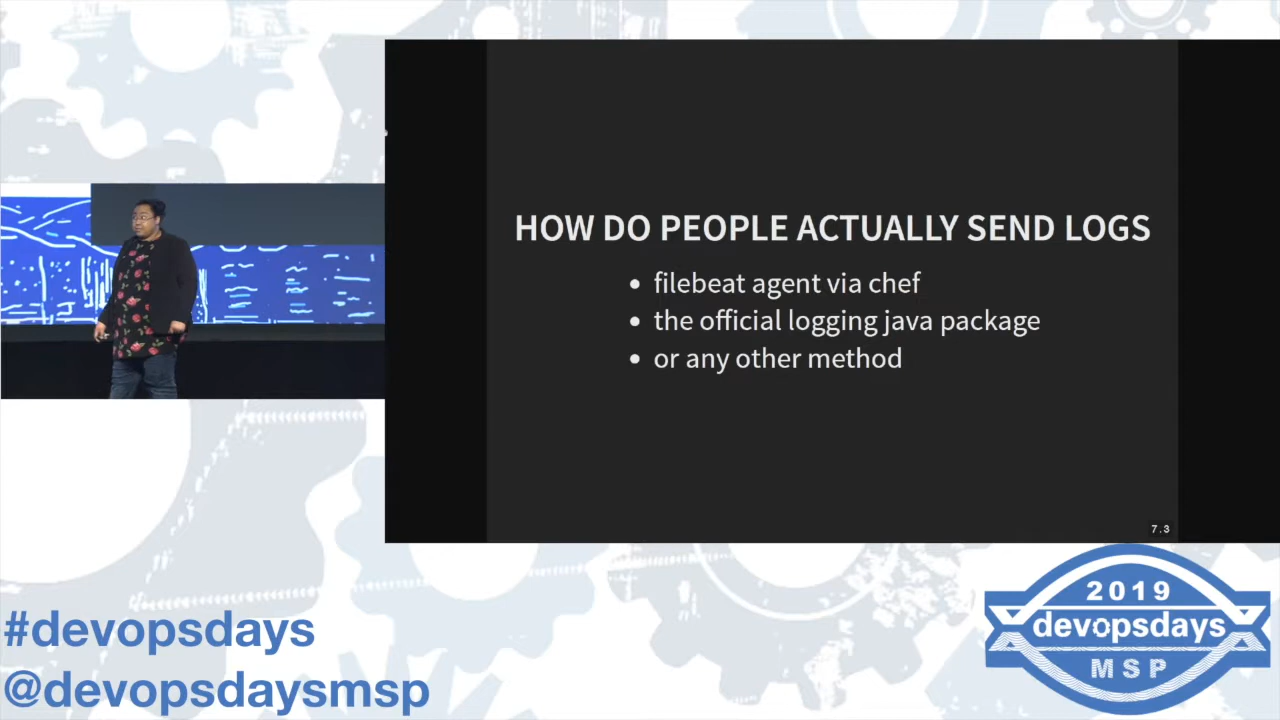 HOW DO PEOPLE ACTUALLY SEND LOGS
• filebeat agent via chef
• the official logging java package
• or any other method
7.3
#devopsdays
@devopsdaysmsp
2019
devopsdays
MSP